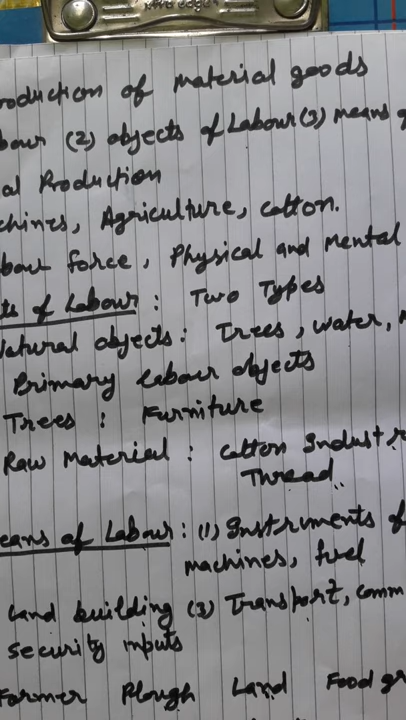 roduction of material goods
bour (2) objects of Labour (3) means o
al Production
chines, Agriculture, cotton.
bour force, Physical and Mental
ts of Labour : Two Types
Natural objects : Trees, water,
Primary labour objects
Trees : Furniture
Raw Material : cotton Industr
Thread..
eans of Labour : (1) Instruments of
machines, fuel
Land building (3) Transport, comm
security inputs
Farmer Plough Land Food gr